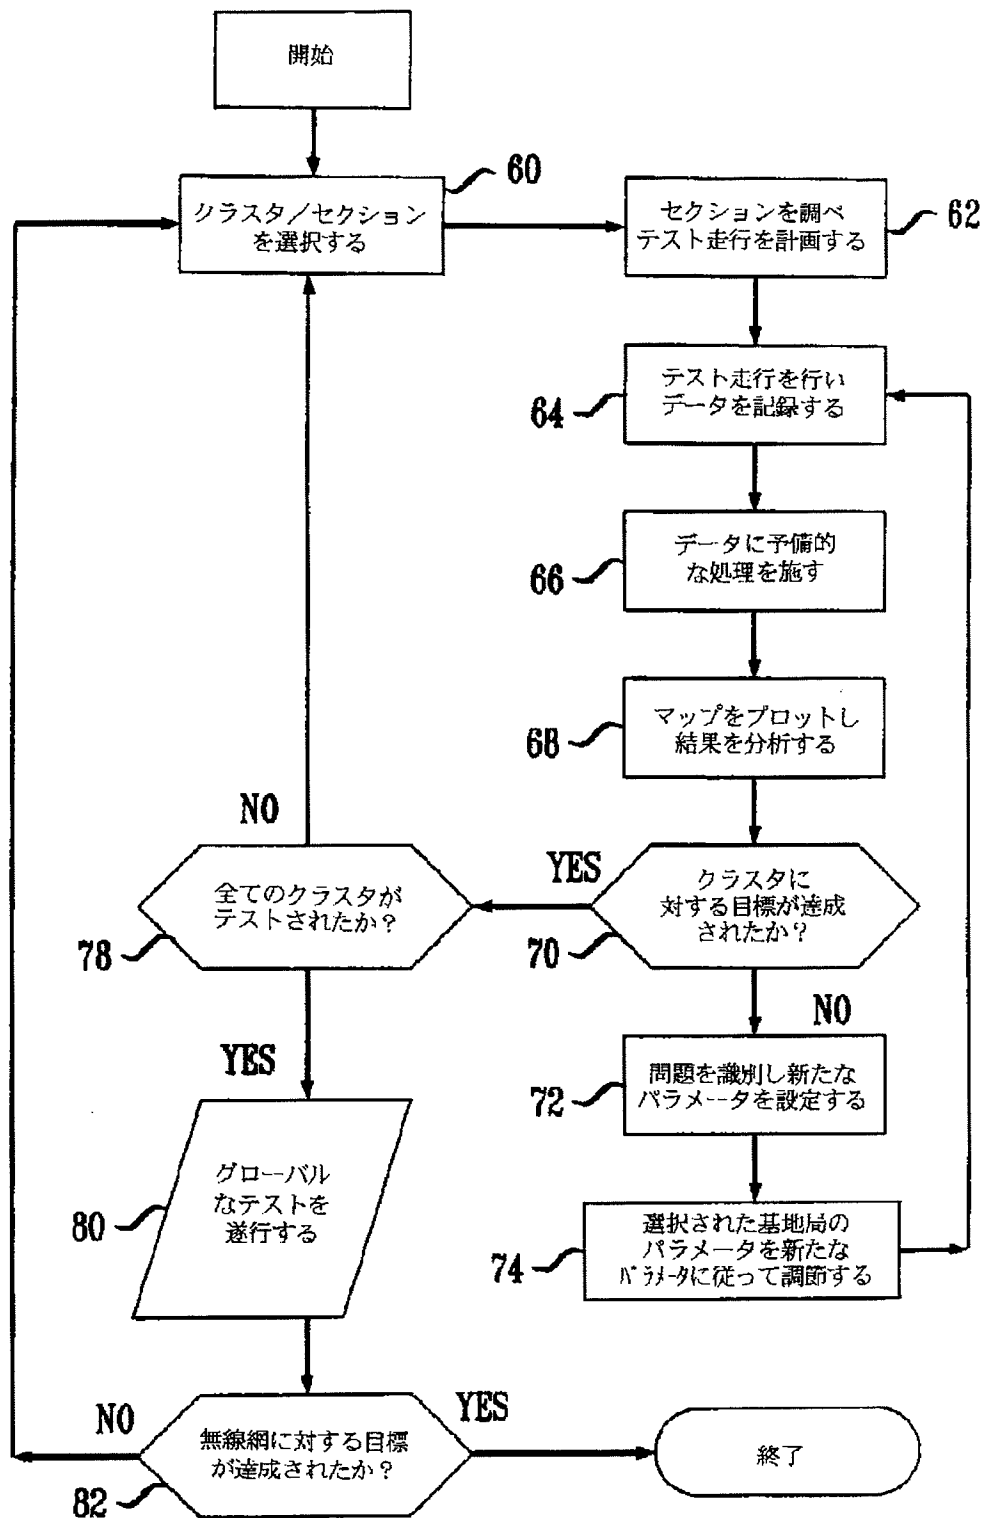 開始
クラスタ／セクション
を選択する
60
セクションを調べ
テスト走行を計画する
62
テスト走行を行い
データを記録する
64
データに予備的
な処理を施す
66
マップをプロットし
結果を分析する
68
クラスタに
対する目標が達成
されたか？
70
YES
NO
全てのクラスタが
テストされたか？
78
NO
YES
問題を識別し新たな
パラメータを設定する
72
選択された基地局の
パラメータを新たな
ﾊﾟﾗﾒｰﾀに従って調節する
74
グローバル
なテストを
遂行する
80
無線網に対する目標
が達成されたか？
82
NO
YES
終了